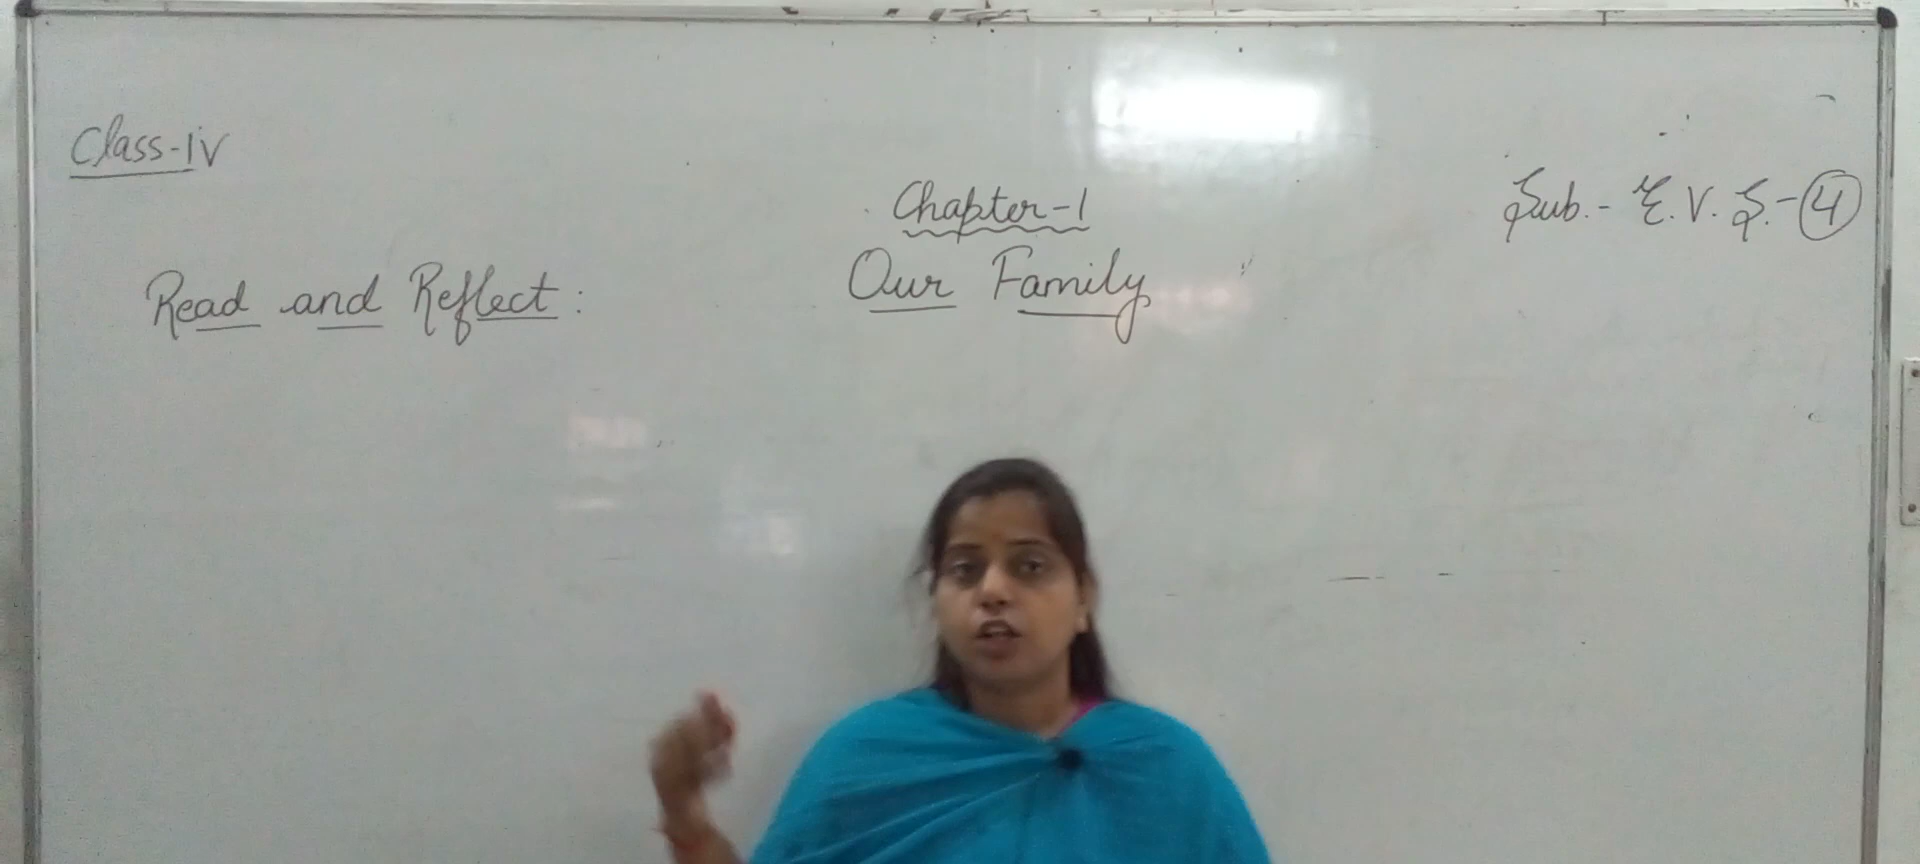 Class-IV
Chapter-1
Sub.- E.V.S.-4
Our Family
Read and Reflect: